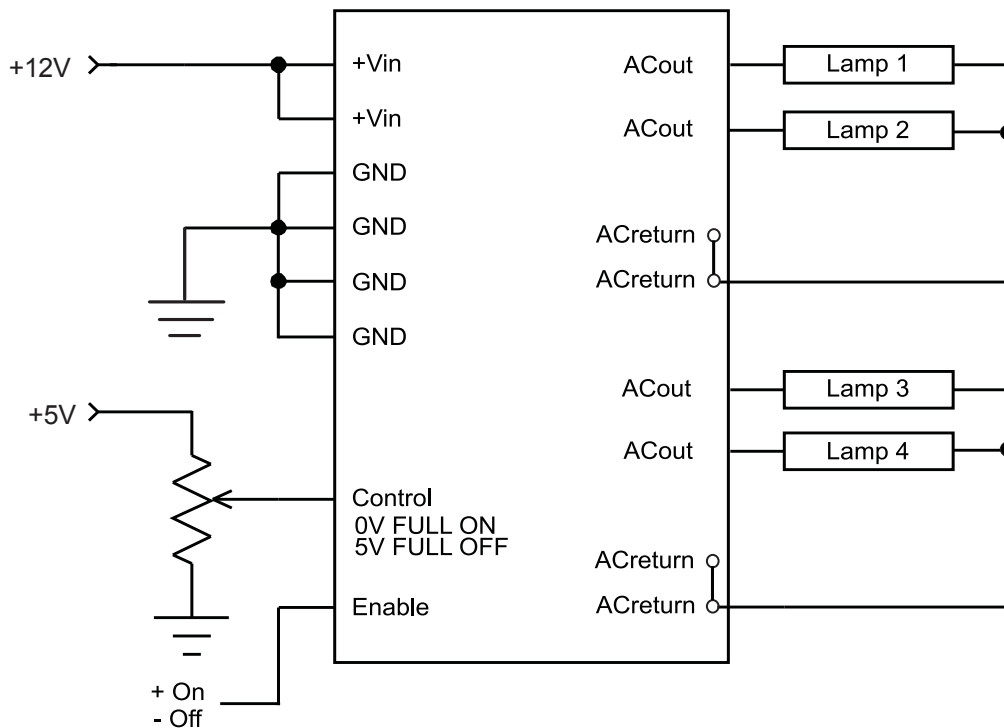 +12V
+Vin
+Vin
GND
GND
GND
GND
+5V
Control
0V FULL ON
5V FULL OFF
Enable
+ On
- Off
ACout
Lamp 1
ACout
Lamp 2
ACreturn
ACreturn
ACout
Lamp 3
ACout
Lamp 4
ACreturn
ACreturn